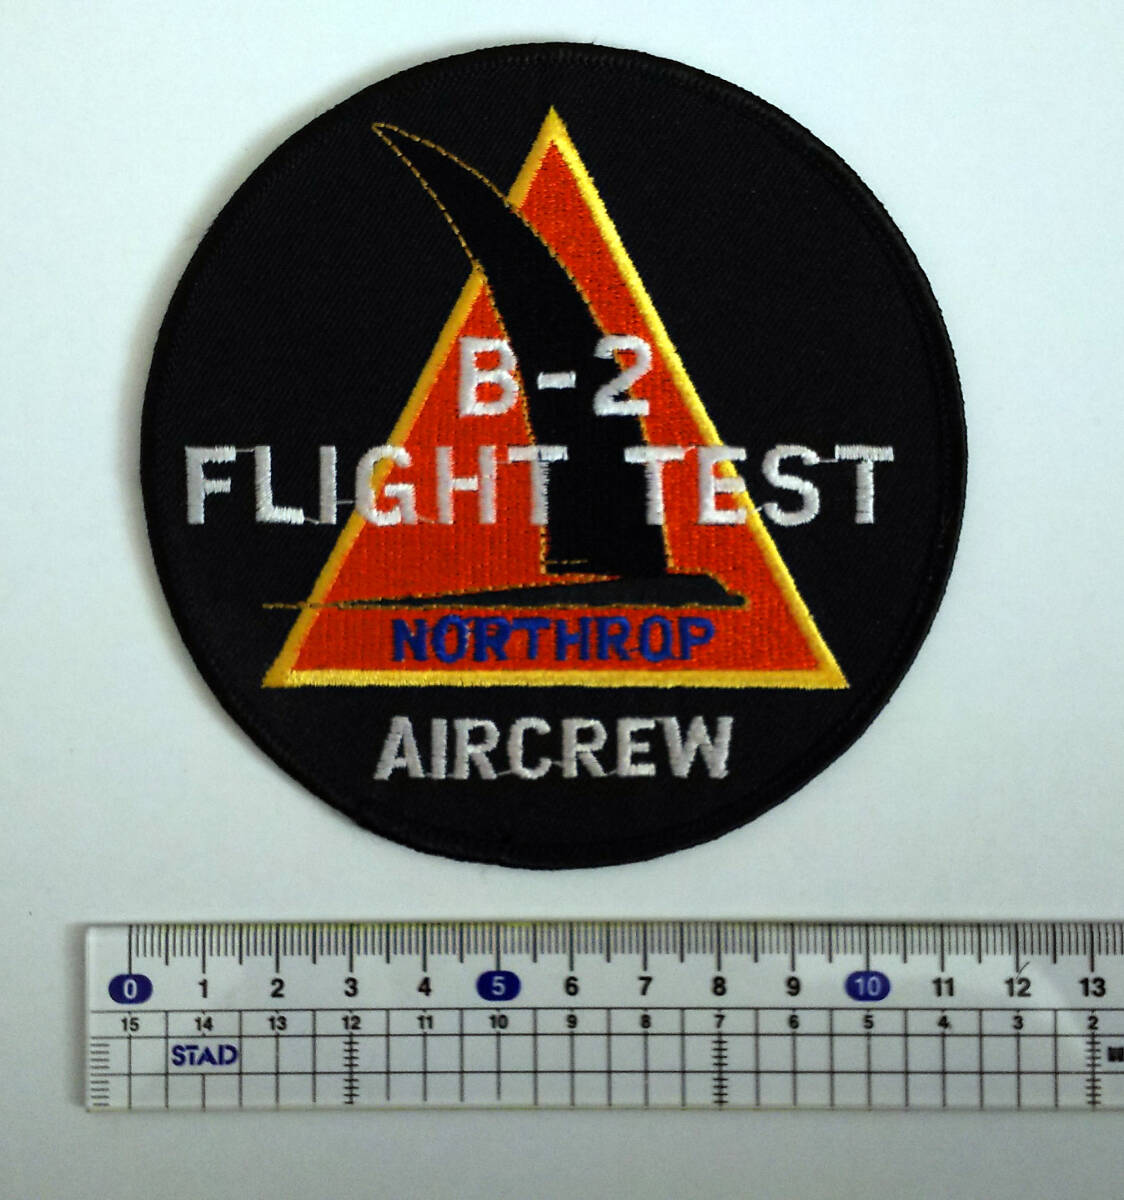 B-2
FLIGHT TEST
NORTHROP
AIRCREW
0 1 2 3 4 5 6 7 8 9 10 11 12 13
15 14 13 12 11 10 9 8 7 6 5 4 3 2
STAD